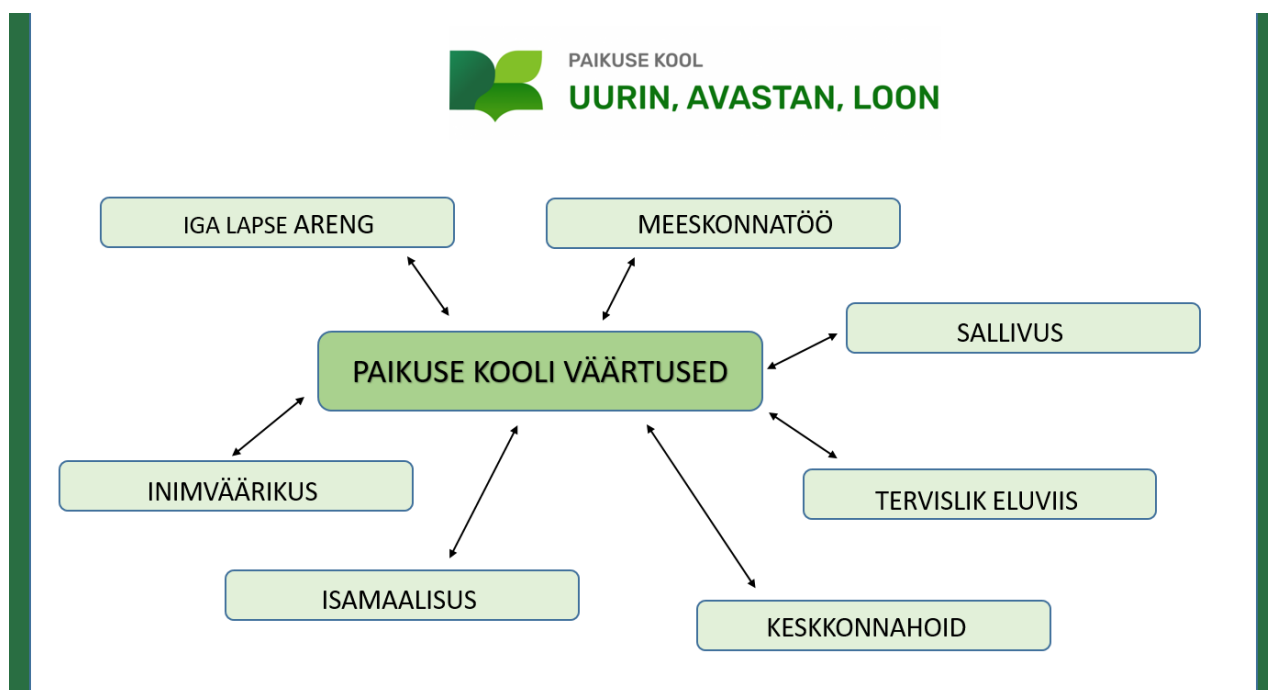 PAIKUSE KOOL
UURIN, AVASTAN, LOON
IGA LAPSE ARENG
MEESKONNATÖÖ
SALLIVUS
PAIKUSE KOOLI VÄÄRTUSED
INIMVÄÄRIKUS
TERVISLIK ELUVIIS
ISAMAALISUS
KESKKONNAHOID